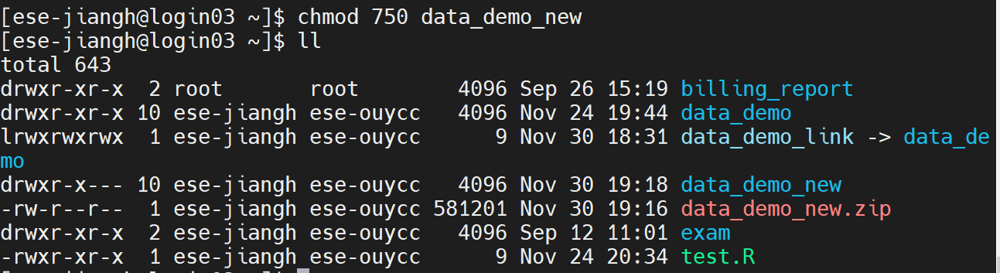 [ese-jiangh@login03 ~]$ chmod 750 data_demo_new
[ese-jiangh@login03 ~]$ ll
total 643
drwxr-xr-x  2 root       root         4096 Sep 26 15:19 billing_report
drwxr-xr-x 10 ese-jiangh ese-ouycc   4096 Nov 24 19:44 data_demo
lrwxrwxrwx  1 ese-jiangh ese-ouycc      9 Nov 30 18:31 data_demo_link -> data_de
mo
drwxr-x--- 10 ese-jiangh ese-ouycc   4096 Nov 30 19:18 data_demo_new
-rw-r--r--  1 ese-jiangh ese-ouycc 581201 Nov 30 19:16 data_demo_new.zip
drwxr-xr-x  2 ese-jiangh ese-ouycc   4096 Sep 12 11:01 exam
-rwxr-xr-x  1 ese-jiangh ese-ouycc      9 Nov 24 20:34 test.R